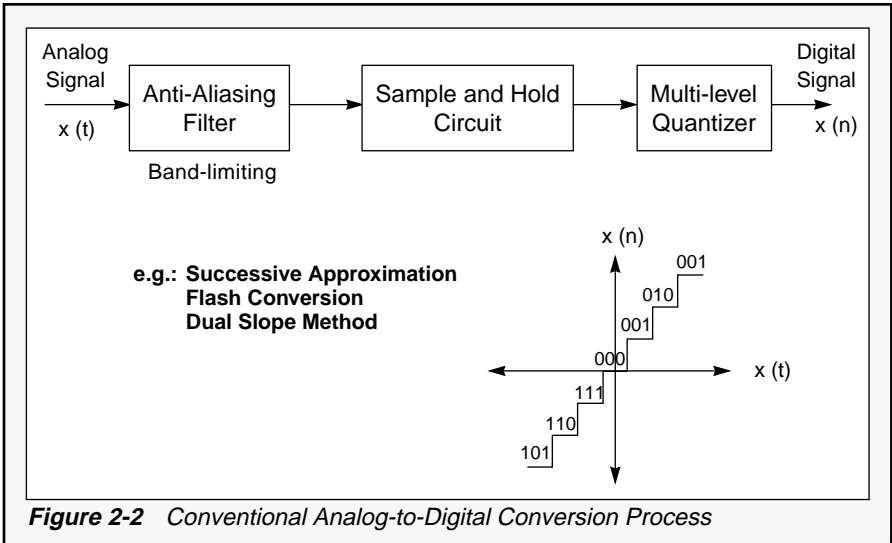 Analog
Signal
x (t)
Anti-Aliasing
Filter
Band-limiting
Sample and Hold
Circuit
Multi-level
Quantizer
Digital
Signal
x (n)
e.g.: Successive Approximation
Flash Conversion
Dual Slope Method
x (n)
001
010
001
000
x (t)
111
110
101
Figure 2-2 Conventional Analog-to-Digital Conversion Process